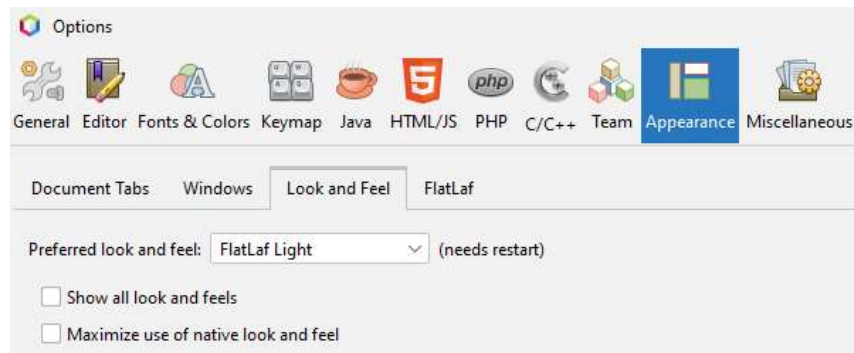 Options
General Editor Fonts & Colors Keymap Java HTML/JS PHP C/C++ Team Appearance Miscellaneous
Document Tabs Windows Look and Feel FlatLaf
Preferred look and feel: FlatLaf Light (needs restart)
Show all look and feels
Maximize use of native look and feel